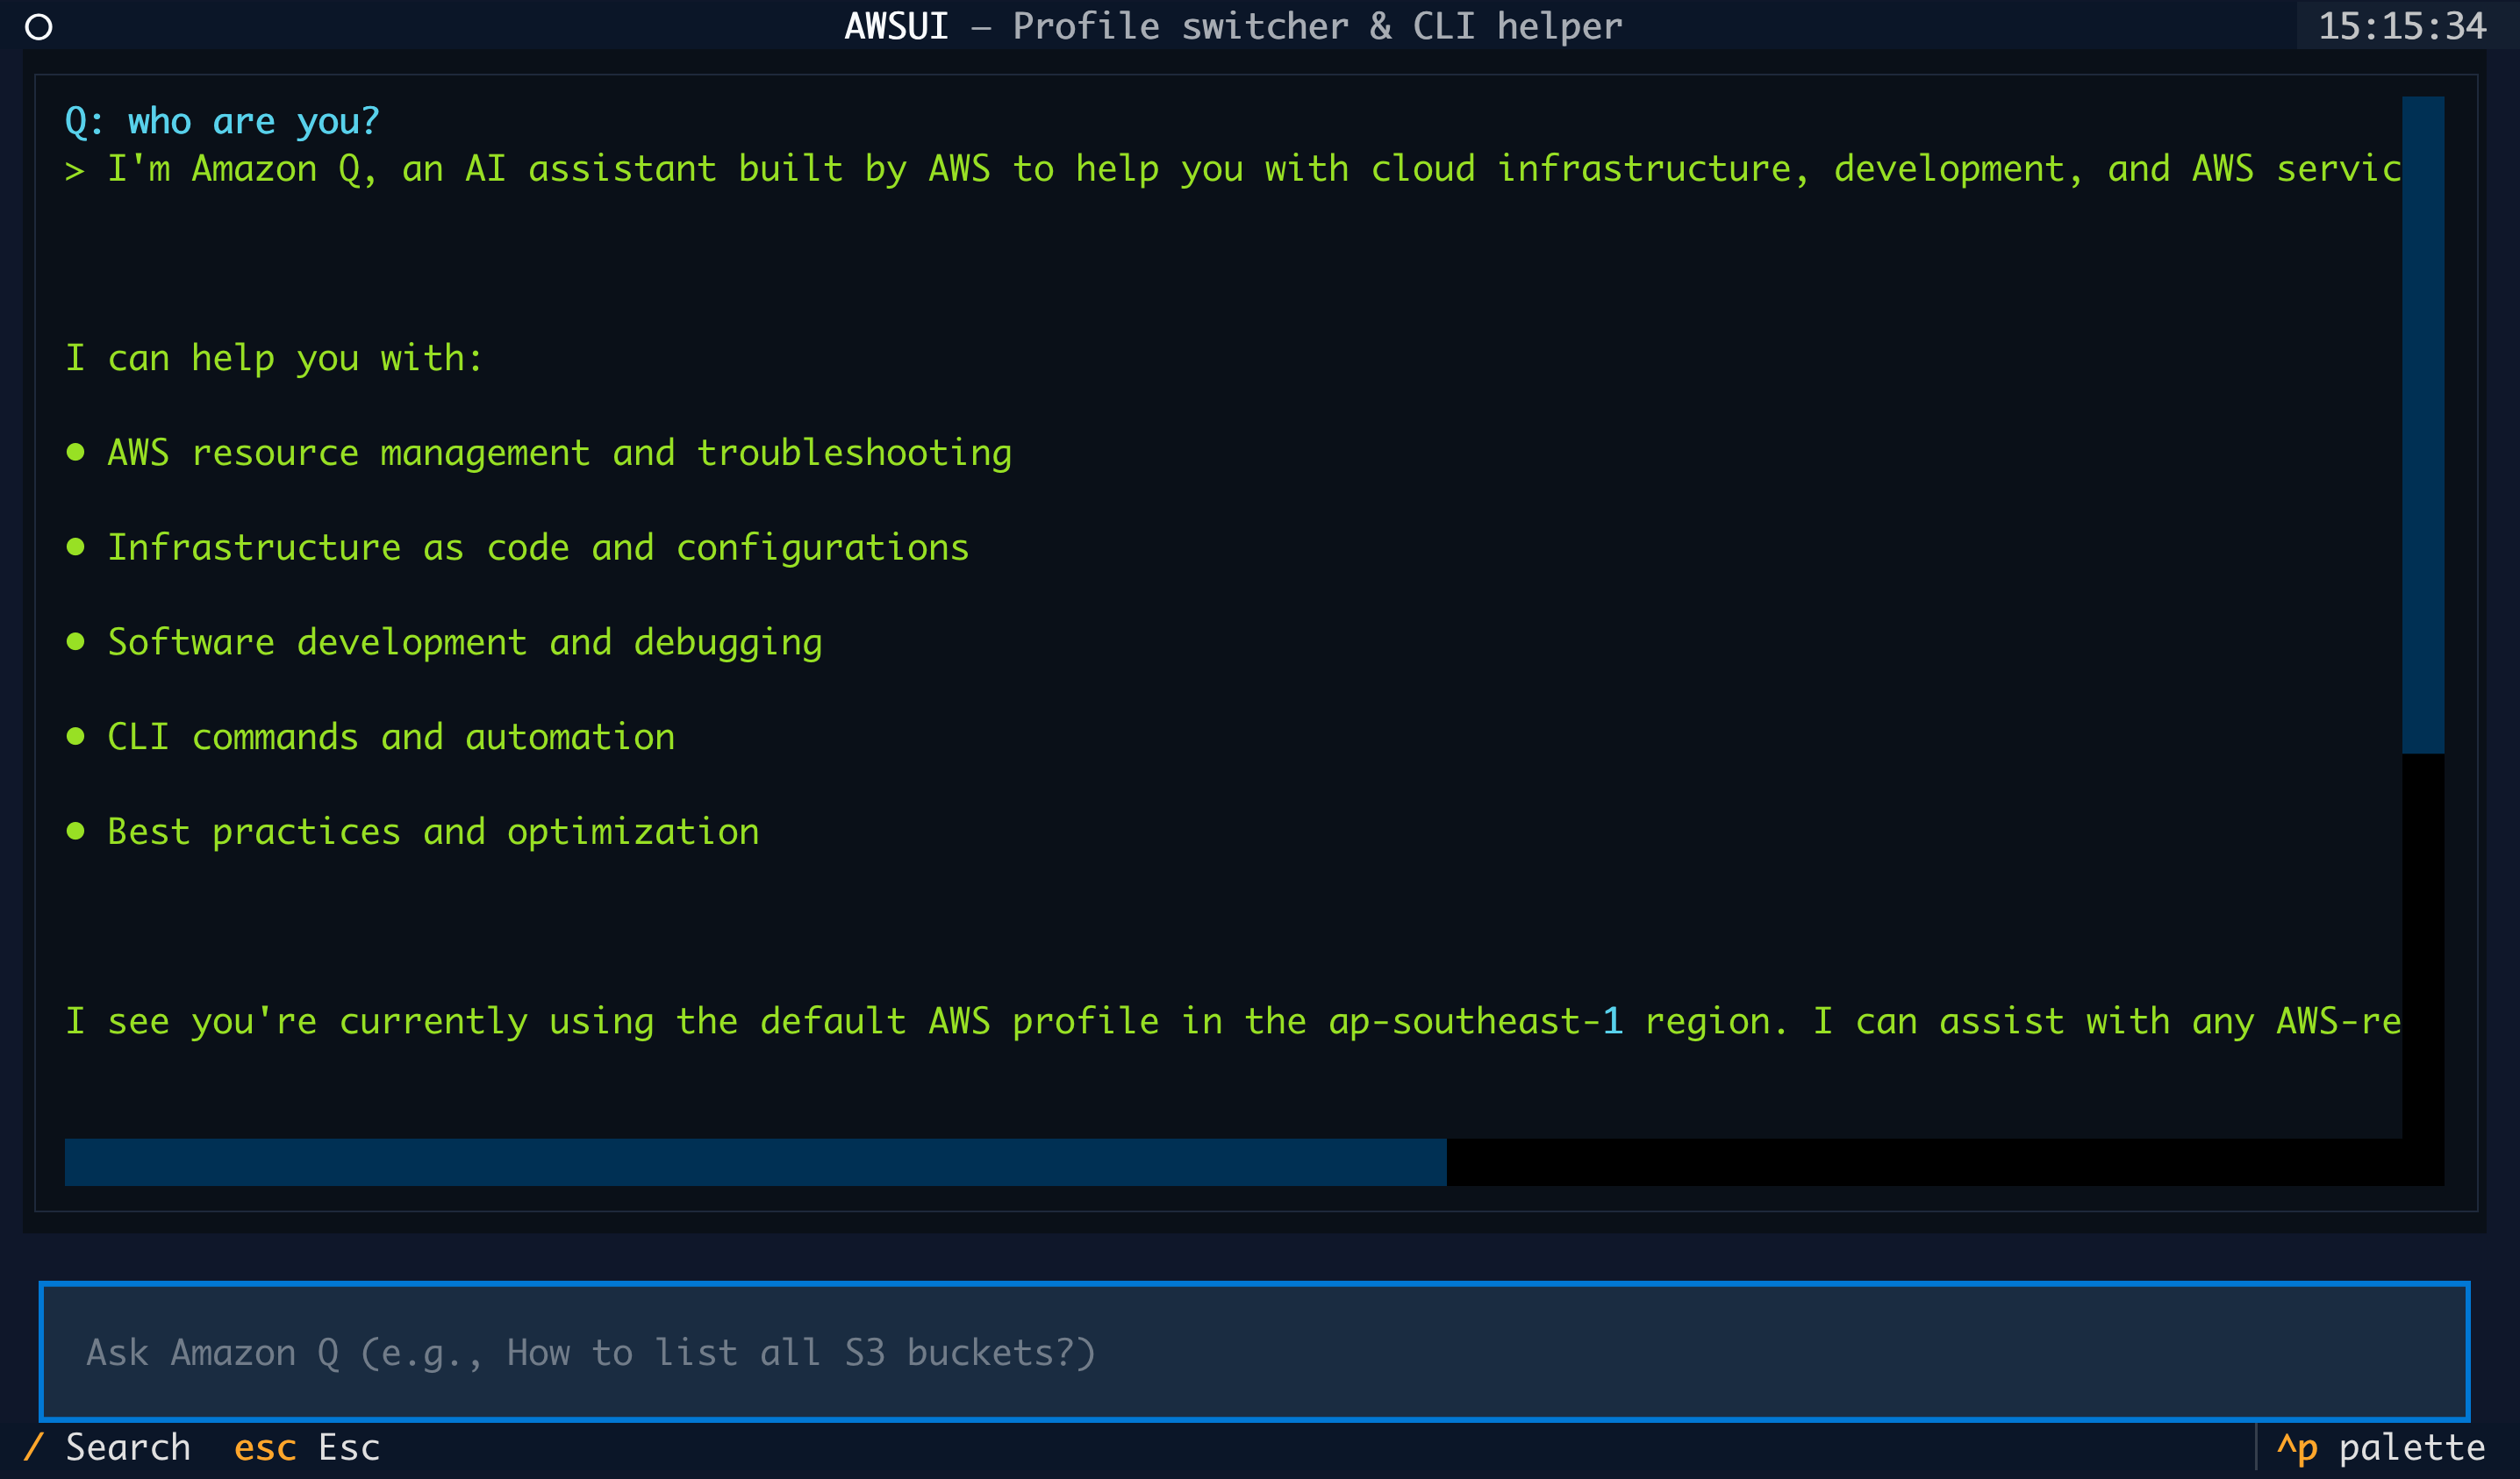 AWSUI — Profile switcher & CLI helper
15:15:34
Q: who are you?
> I'm Amazon Q, an AI assistant built by AWS to help you with cloud infrastructure, development, and AWS servic
I can help you with:
• AWS resource management and troubleshooting
• Infrastructure as code and configurations
• Software development and debugging
• CLI commands and automation
• Best practices and optimization
I see you're currently using the default AWS profile in the ap-southeast-1 region. I can assist with any AWS-re
Ask Amazon Q (e.g., How to list all S3 buckets?)
/ Search esc Esc
^p palette